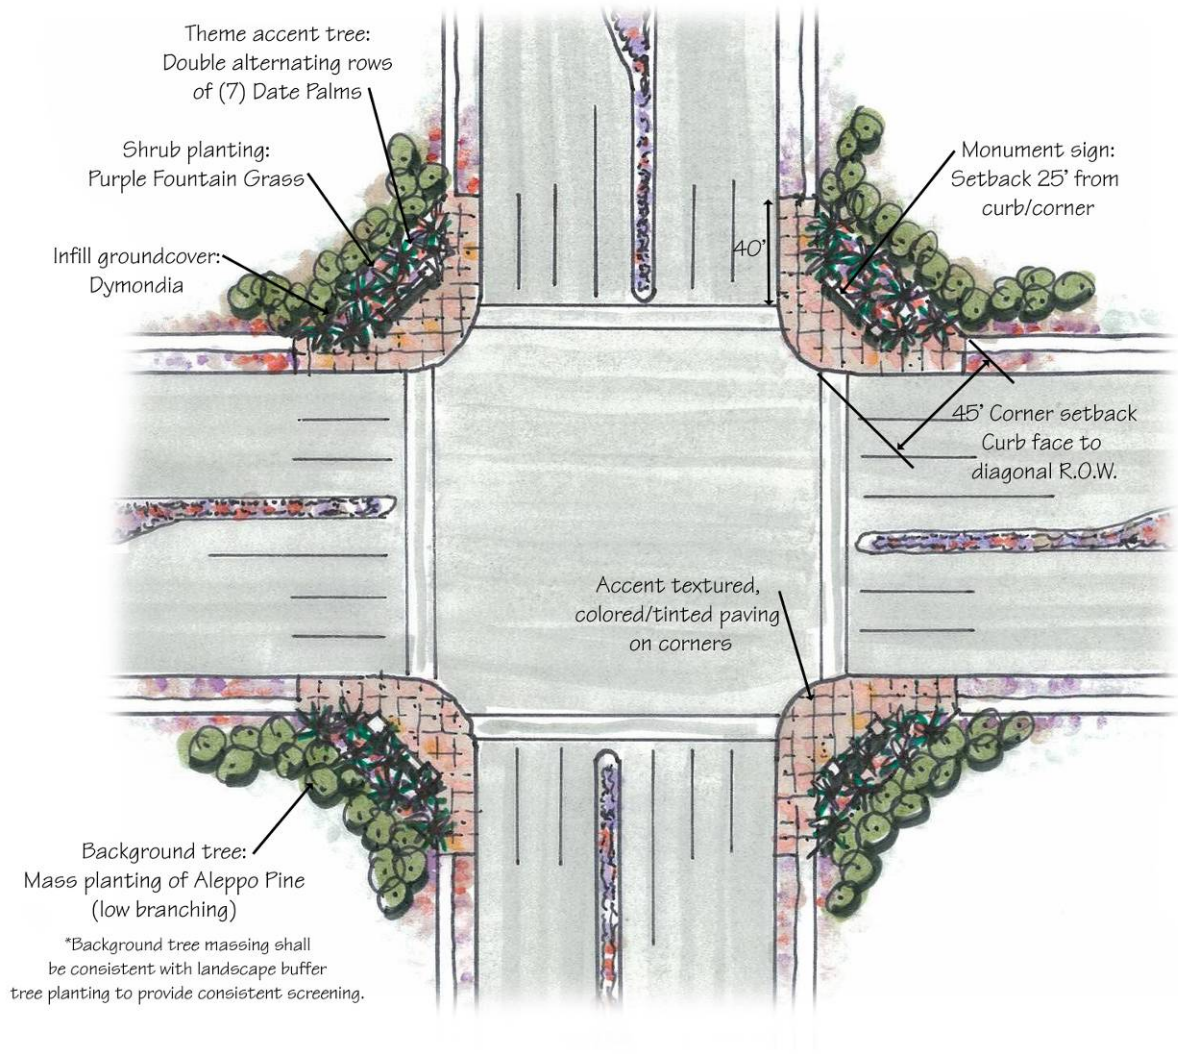 Theme accent tree:
Double alternating rows
of (7) Date Palms
Shrub planting:
Purple Fountain Grass
Infill groundcover:
Dymondia
Monument sign:
Setback 25' from
curb/corner
40'
45' Corner setback
Curb face to
diagonal R.O.W.
Accent textured,
colored/tinted paving
on corners
Background tree:
Mass planting of Aleppo Pine
(low branching)
*Background tree massing shall
be consistent with landscape buffer
tree planting to provide consistent screening.